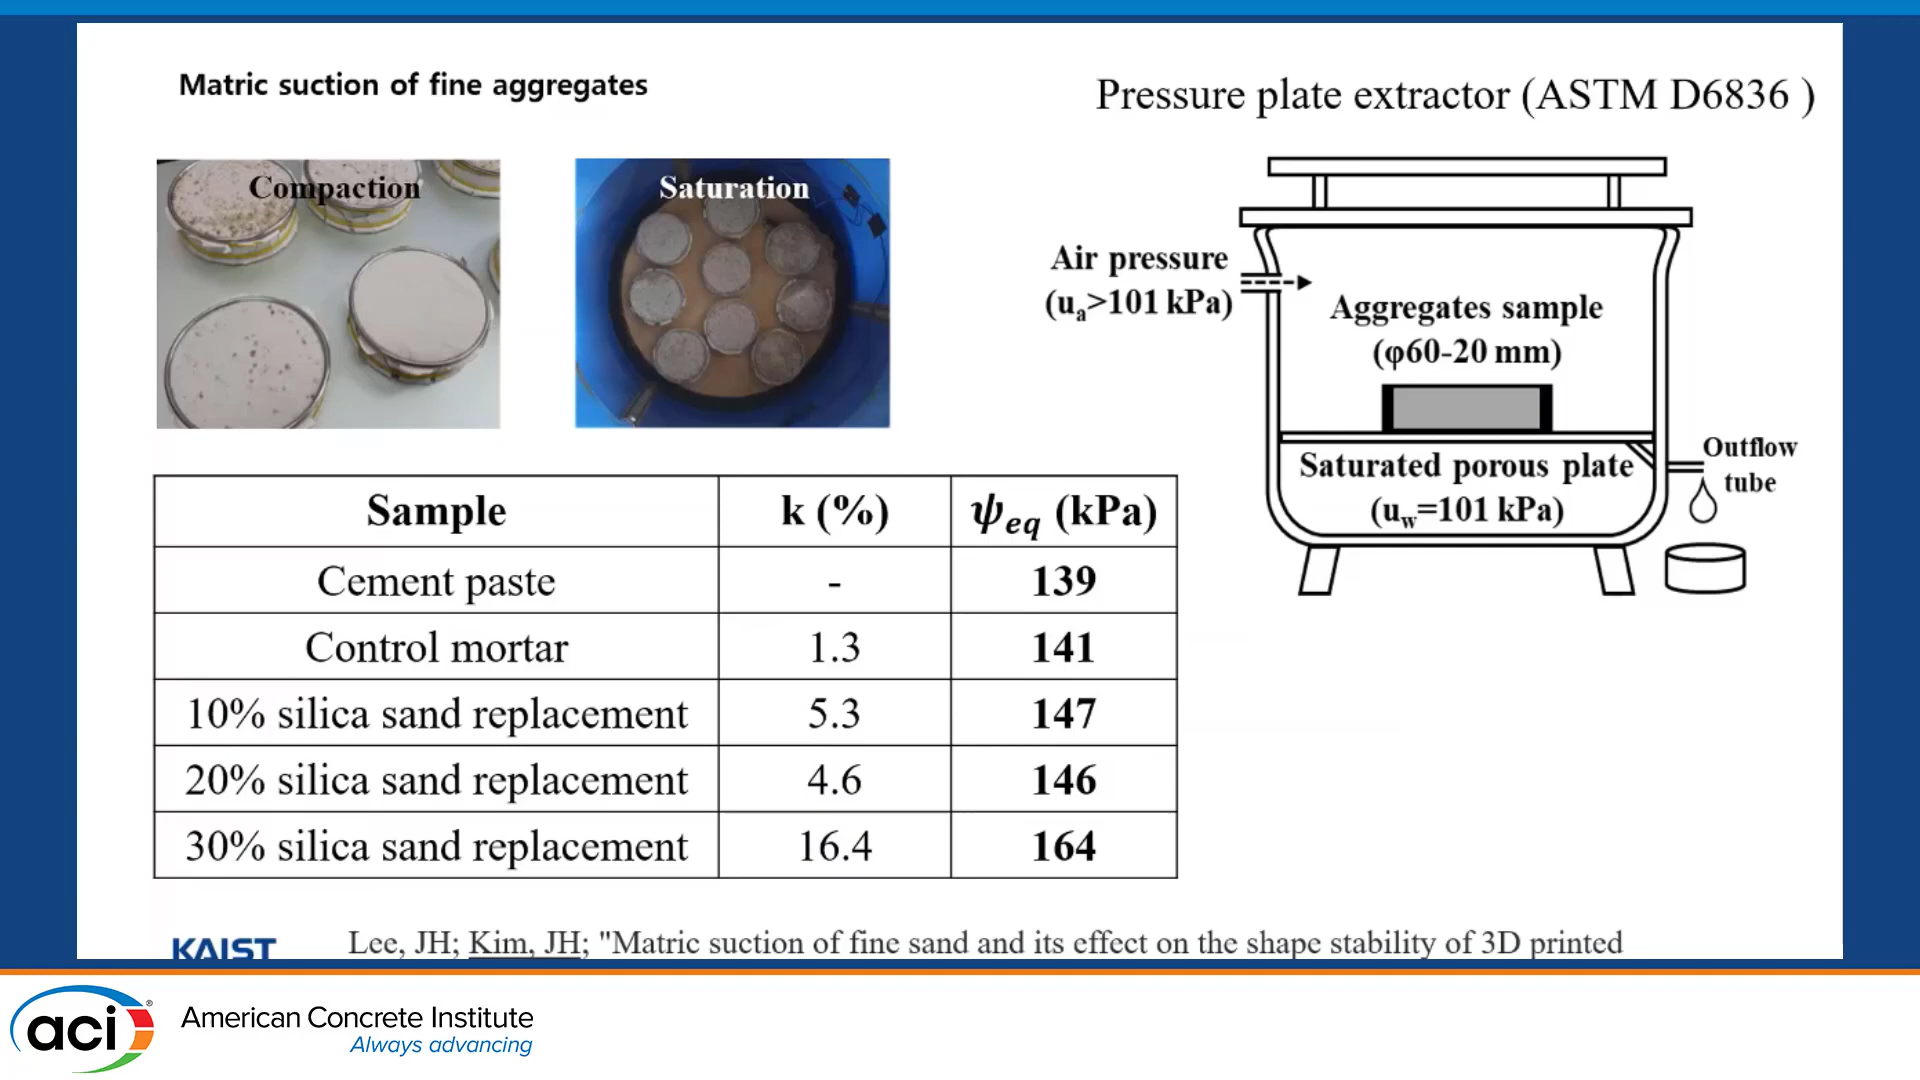 Matric suction of fine aggregates
Pressure plate extractor (ASTM D6836 )
Compaction
Saturation
Air pressure
(uₐ>101 kPa)
Aggregates sample
(φ60-20 mm)
Saturated porous plate
(u_w=101 kPa)
Outflow
tube
Sample k (%) ψ_eq (kPa)
Cement paste - 139
Control mortar 1.3 141
10% silica sand replacement 5.3 147
20% silica sand replacement 4.6 146
30% silica sand replacement 16.4 164
KAIST
Lee, JH; Kim, JH; "Matric suction of fine sand and its effect on the shape stability of 3D printed
aci®
American Concrete Institute
Always advancing